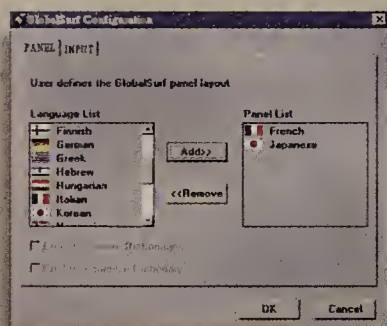 GlobalSurf Configuration
PANEL INPUT
User defines the GlobalSurf panel layout
Language List
Panel List
Finnish
German
Greek
Hebrew
Hungarian
Italian
Korean
French
Japanese
Add>>
<<Remove
Dictionary
OK
Cancel